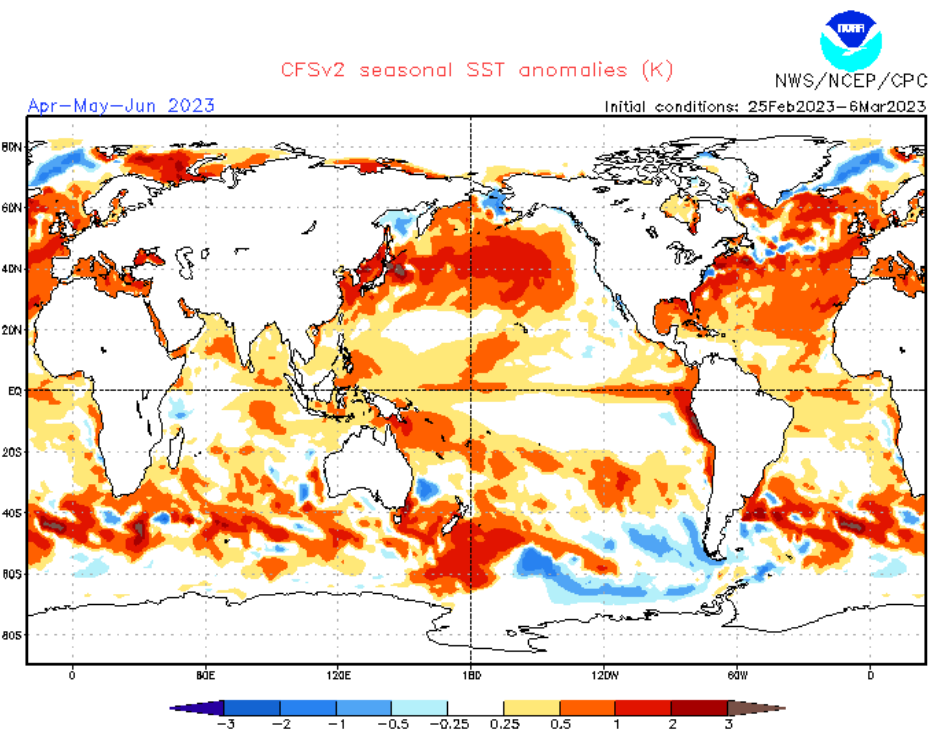 NOAA
CFSv2 seasonal SST anomalies (K)
NWS/NCEP/CPC
Apr-May-Jun 2023
Initial conditions: 25Feb2023-6Mar2023
80N
60N
40N
20N
EQ
20S
40S
60S
80S
0 60E 120E 180 120W 60W 0
-3 -2 -1 -0.5 -0.25 0.25 0.5 1 2 3